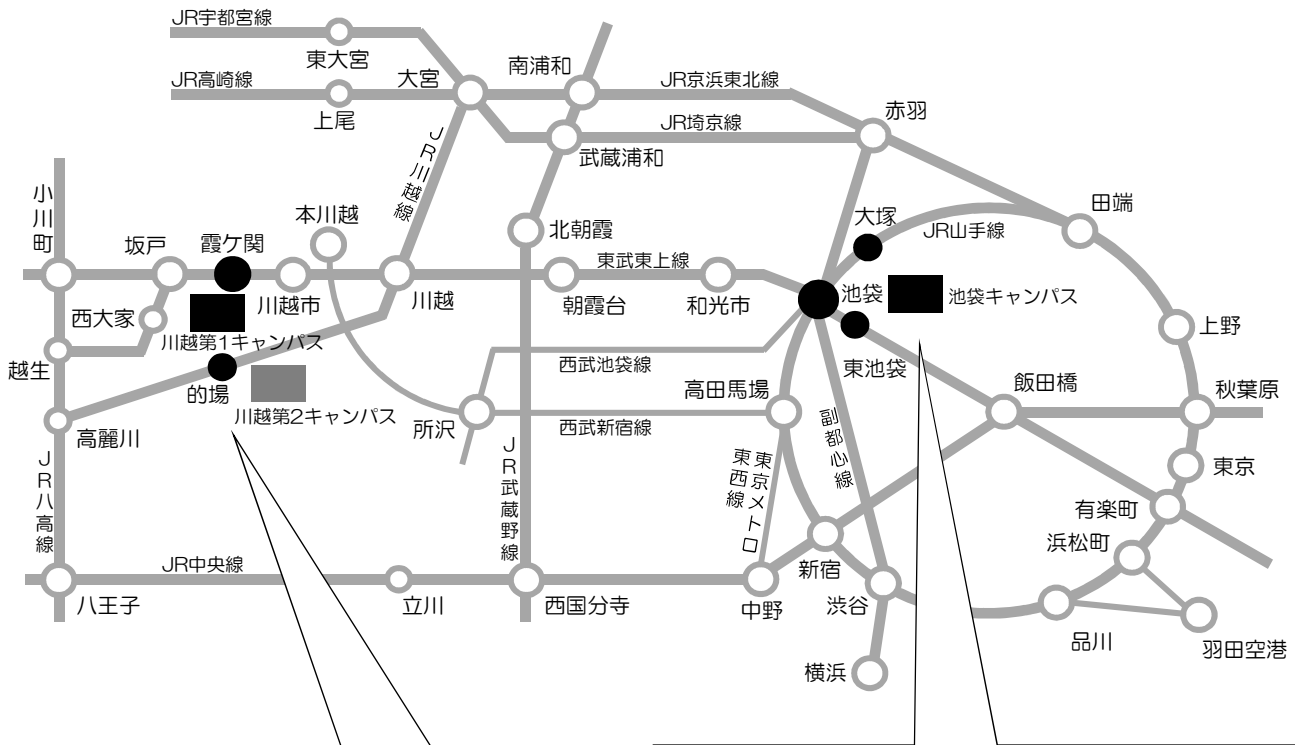 JR宇都宮線
東大宮
JR高崎線
上尾
大宮
南浦和
JR京浜東北線
赤羽
JR埼京線
武蔵浦和
JR川越線
小川町
坂戸
霞ケ関
本川越
北朝霞
大塚
JR山手線
田端
東武東上線
川越市
川越
朝霞台
和光市
池袋
池袋キャンパス
西大家
川越第1キャンパス
越生
的場
川越第2キャンパス
西武池袋線
東池袋
上野
高田馬場
飯田橋
秋葉原
高麗川
所沢
西武新宿線
副都心線
東京メトロ
東西線
東京
JR八高線
JR武蔵野線
有楽町
浜松町
JR中央線
新宿
八王子
立川
西国分寺
中野
渋谷
品川
羽田空港
横浜